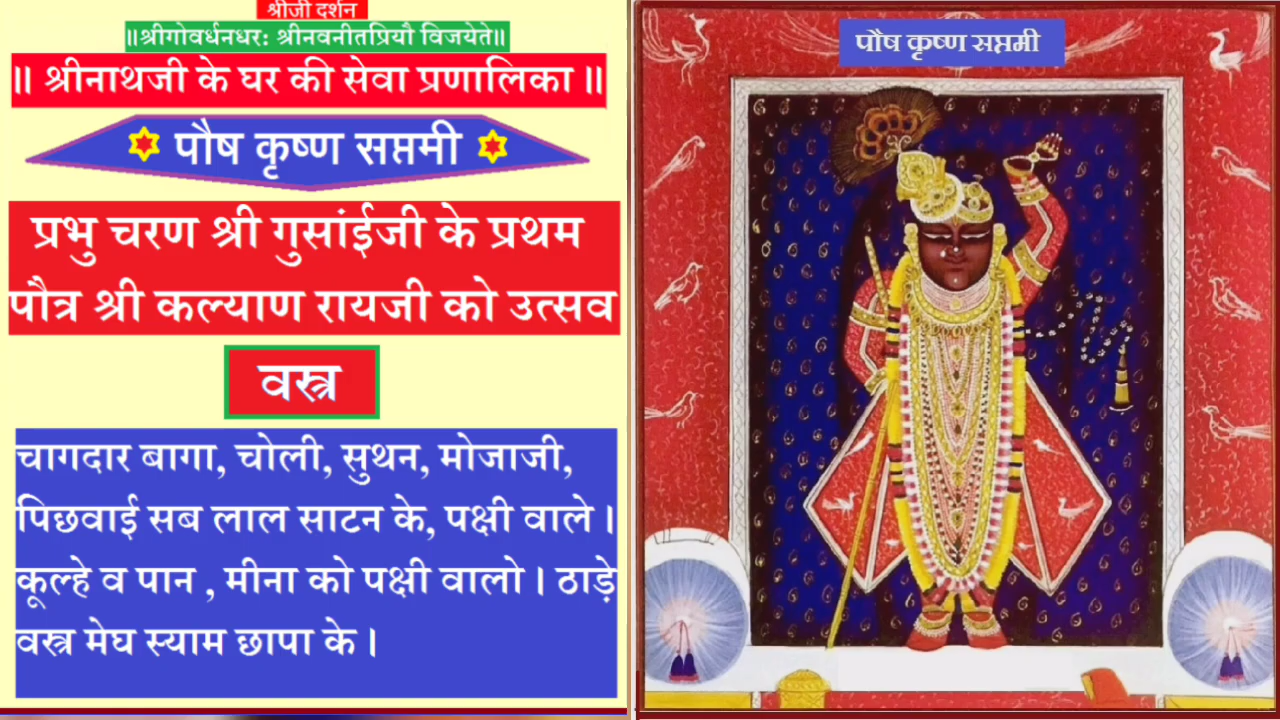 श्रीजी दर्शन
॥श्रीगोवर्धनधरः श्रीनवनीतप्रियौ विजयेते॥
॥ श्रीनाथजी के घर की सेवा प्रणालिका ॥
पौष कृष्ण सप्तमी
प्रभु चरण श्री गुसांईजी के प्रथम
पौत्र श्री कल्याण रायजी को उत्सव
वस्त्र
चागदार बागा, चोली, सुथन, मोजाजी,
पिछवाई सब लाल साटन के, पक्षी वाले ।
कूल्हे व पान , मीना को पक्षी वालो । ठाड़े
वस्त्र मेघ स्याम छापा के ।
पौष कृष्ण सप्तमी